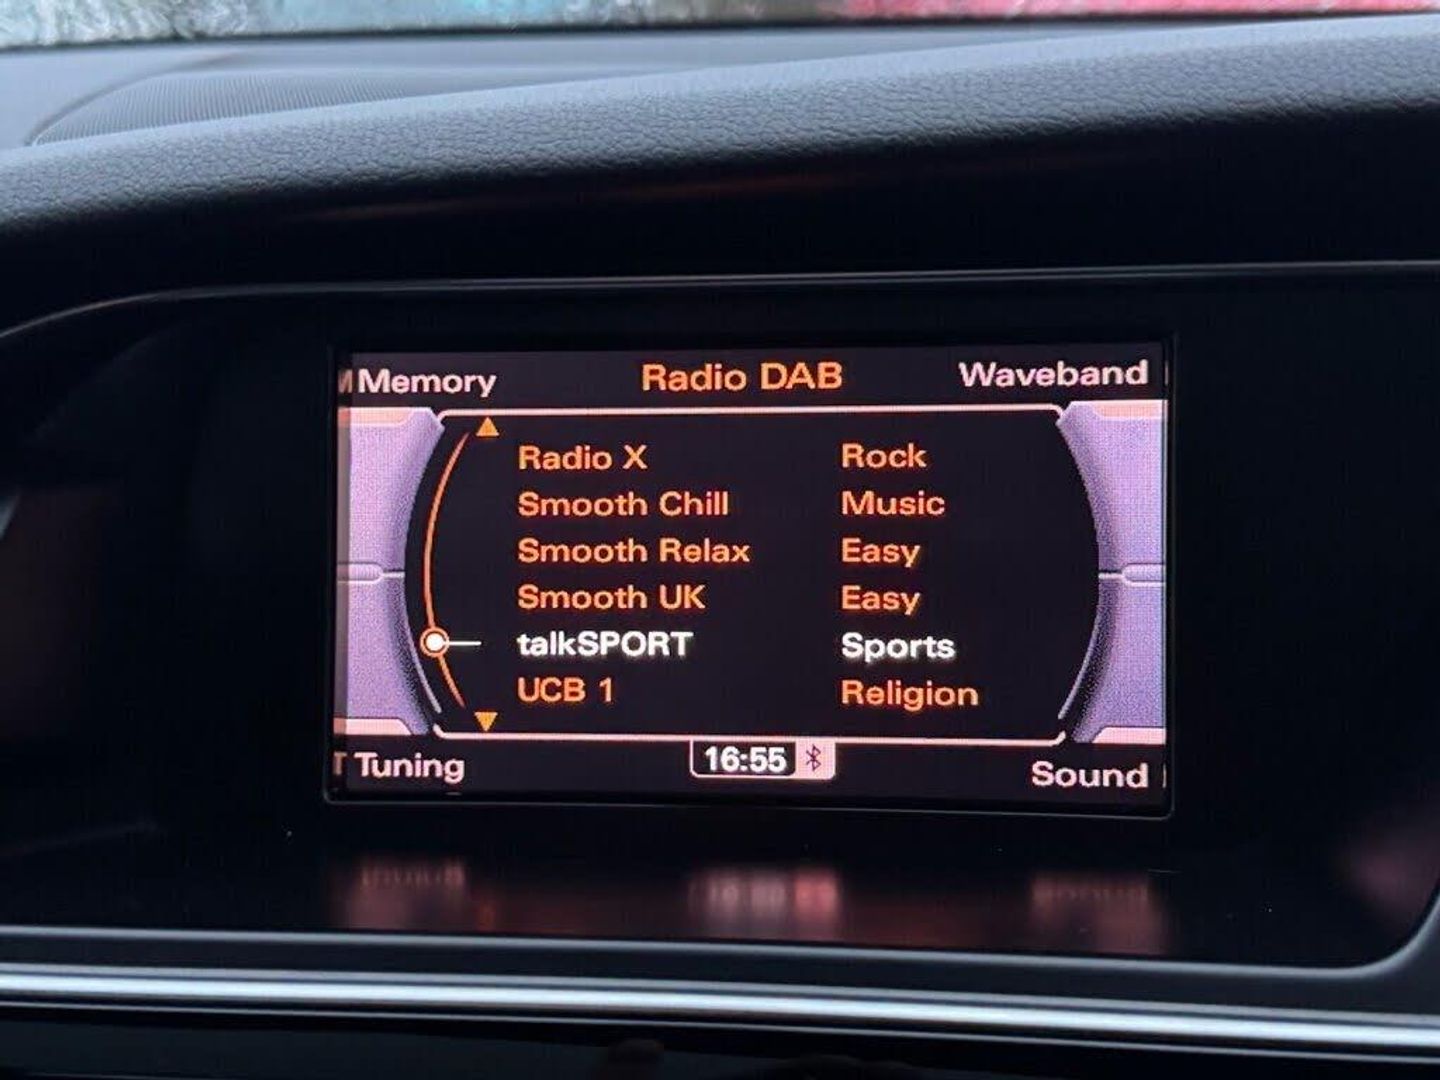 Memory Radio DAB Waveband
Radio X Rock
Smooth Chill Music
Smooth Relax Easy
Smooth UK Easy
talkSPORT Sports
UCB 1 Religion
Tuning 16:55 Sound